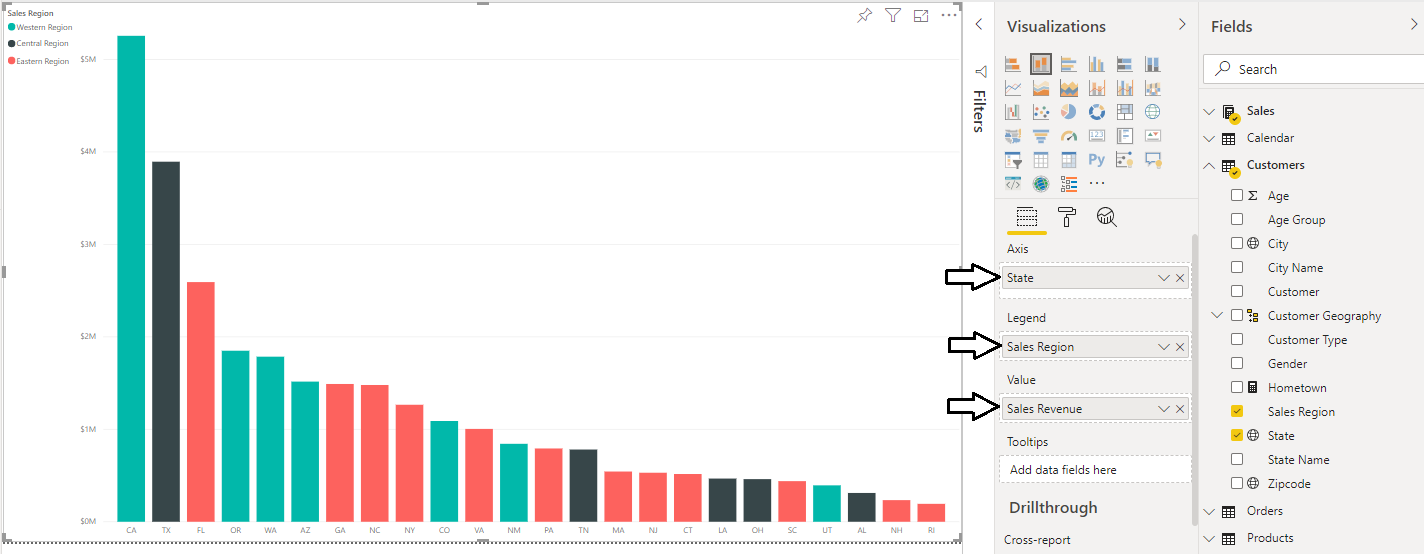 Sales Region
Western Region
Central Region
Eastern Region
$5M
$4M
$3M
$2M
$1M
$0M
CA TX FL OR WA AZ GA NC NY CO VA NM PA TN MA NJ CT LA OH SC UT AL NH RI
Filters
Visualizations
123
Py
Axis
State
Legend
Sales Region
Value
Sales Revenue
Tooltips
Add data fields here
Drillthrough
Cross-report
Fields
Search
Sales
Calendar
Customers
Age
Age Group
City
City Name
Customer
Customer Geography
Customer Type
Gender
Hometown
Sales Region
State
State Name
Zipcode
Orders
Products